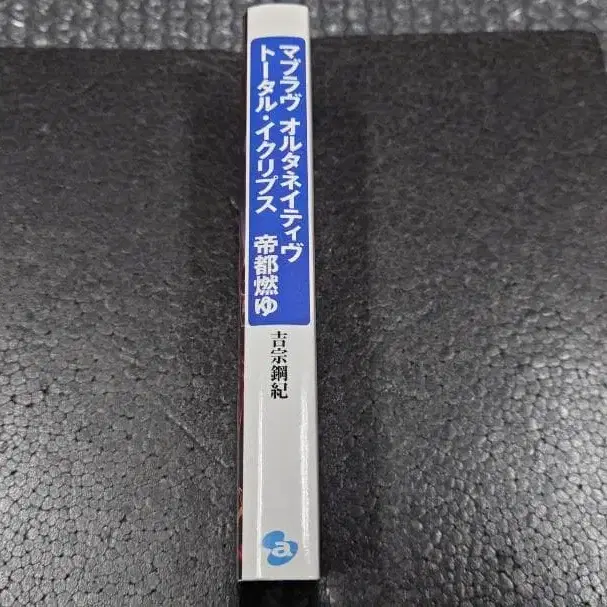 マブラヴ オルタネイティヴ
トータル・イクリプス 帝都燃ゆ
吉宗鋼紀
a